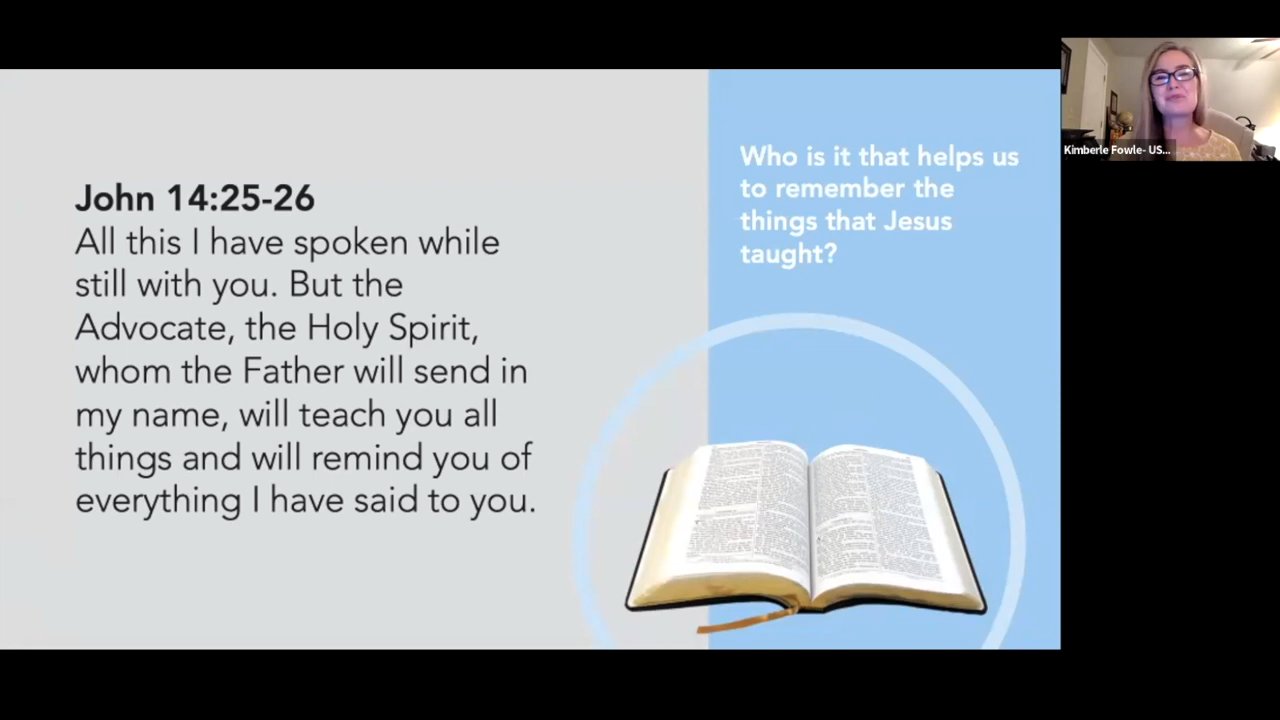 John 14:25-26
All this I have spoken while
still with you. But the
Advocate, the Holy Spirit,
whom the Father will send in
my name, will teach you all
things and will remind you of
everything I have said to you.
Who is it that helps us
to remember the
things that Jesus
taught?
Kimberle Fowle- US...